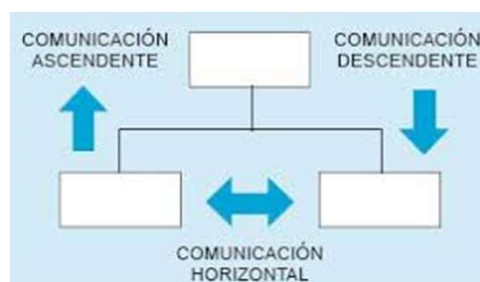 COMUNICACIÓN
ASCENDENTE
COMUNICACIÓN
DESCENDENTE
COMUNICACIÓN
HORIZONTAL